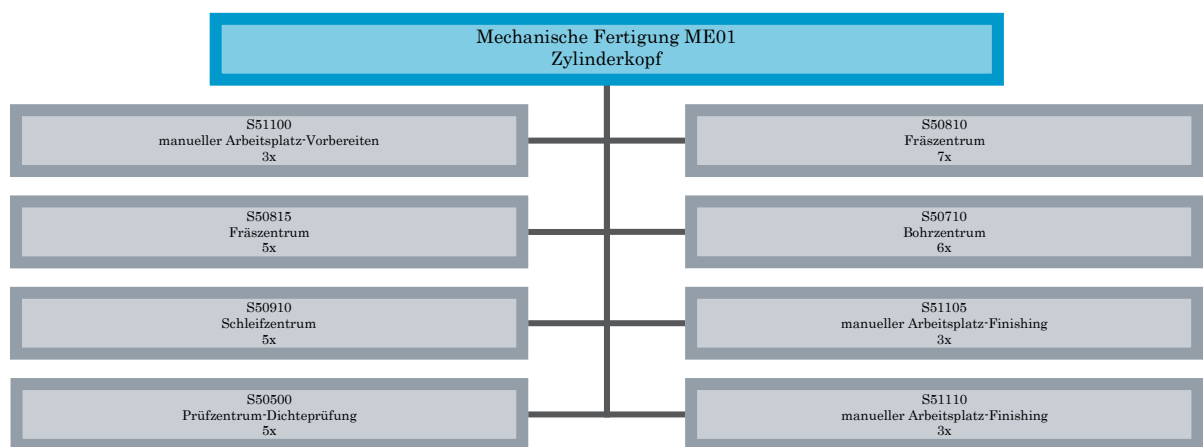 Mechanische Fertigung ME01
Zylinderkopf
S51100
manueller Arbeitsplatz-Vorbereiten
3x
S50810
Fräszentrum
7x
S50815
Fräszentrum
5x
S50710
Bohrzentrum
6x
S50910
Schleifzentrum
5x
S51105
manueller Arbeitsplatz-Finishing
3x
S50500
Prüfzentrum-Dichteprüfung
5x
S51110
manueller Arbeitsplatz-Finishing
3x